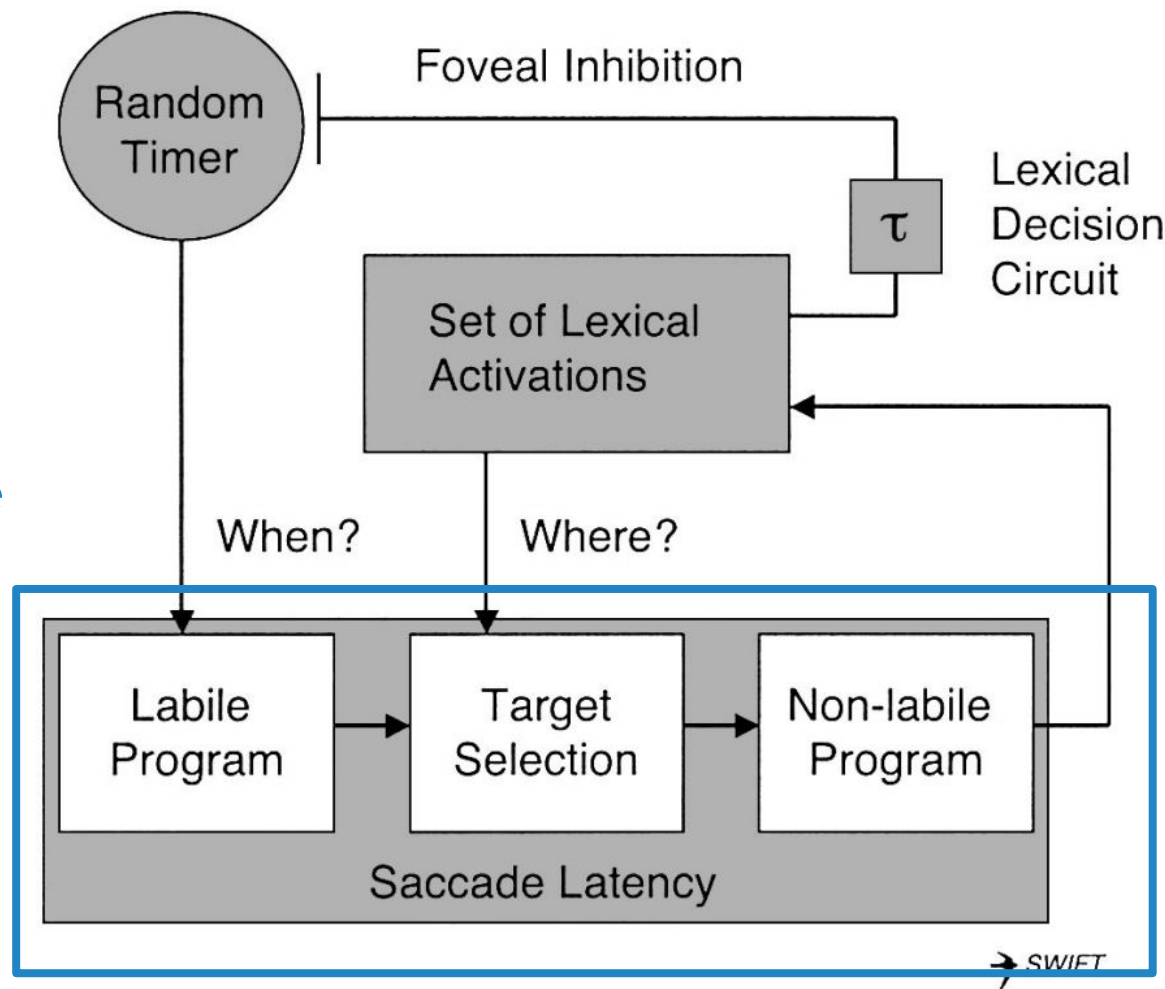 Random
Timer
Foveal Inhibition
τ
Lexical
Decision
Circuit
Set of Lexical
Activations
When?
Where?
Labile
Program
Target
Selection
Non-labile
Program
Saccade Latency
SWIFT